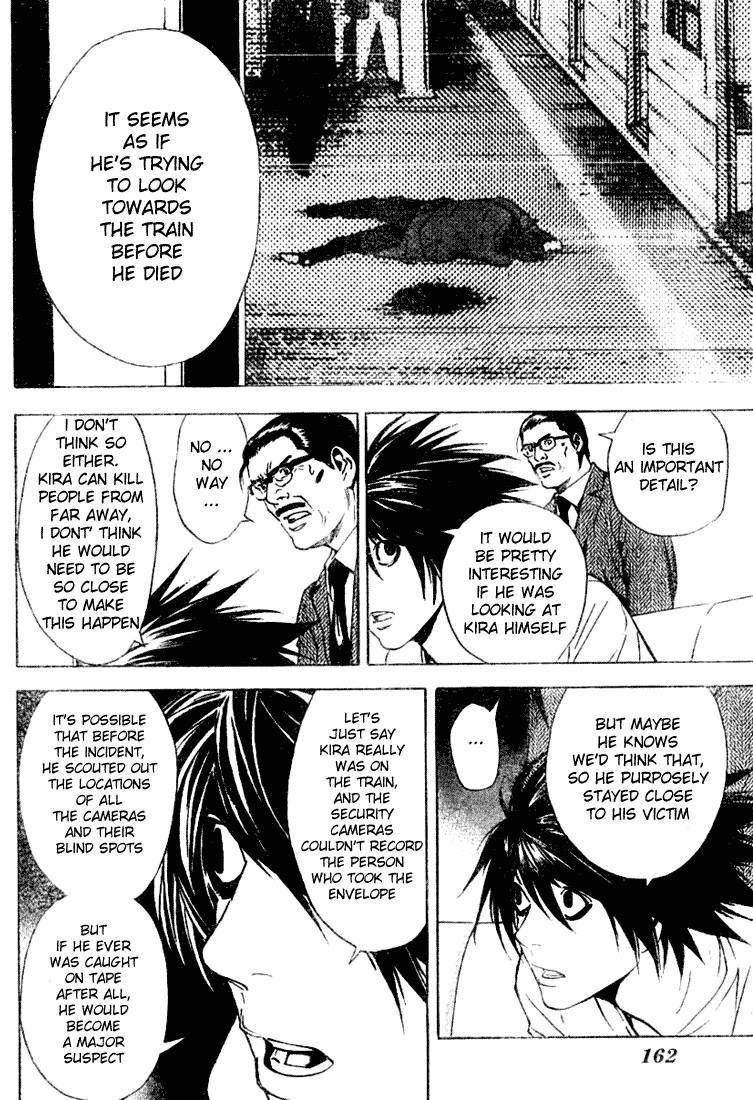 IT SEEMS
AS IF
HE'S TRYING
TO LOOK
TOWARDS
THE TRAIN
BEFORE
HE DIED
IS THIS
AN IMPORTANT
DETAIL?
IT WOULD
BE PRETTY
INTERESTING
IF HE WAS
LOOKING AT
KIRA HIMSELF
NO ...
NO
WAY
...
I DON'T
THINK SO
EITHER.
KIRA CAN KILL
PEOPLE FROM
FAR AWAY,
I DONT' THINK
HE WOULD
NEED TO BE
SO CLOSE
TO MAKE
THIS HAPPEN
BUT MAYBE
HE KNOWS
WE'D THINK THAT,
SO HE PURPOSELY
STAYED CLOSE
TO HIS VICTIM
...
LET'S
JUST SAY
KIRA REALLY
WAS ON
THE TRAIN,
AND THE
SECURITY
CAMERAS
COULDN'T RECORD
THE PERSON
WHO TOOK THE
ENVELOPE
IT'S POSSIBLE
THAT BEFORE
THE INCIDENT,
HE SCOUTED OUT
THE LOCATIONS
OF ALL
THE CAMERAS
AND THEIR
BLIND SPOTS
BUT
IF HE EVER
WAS CAUGHT
ON TAPE
AFTER ALL,
HE WOULD
BECOME
A MAJOR
SUSPECT
162